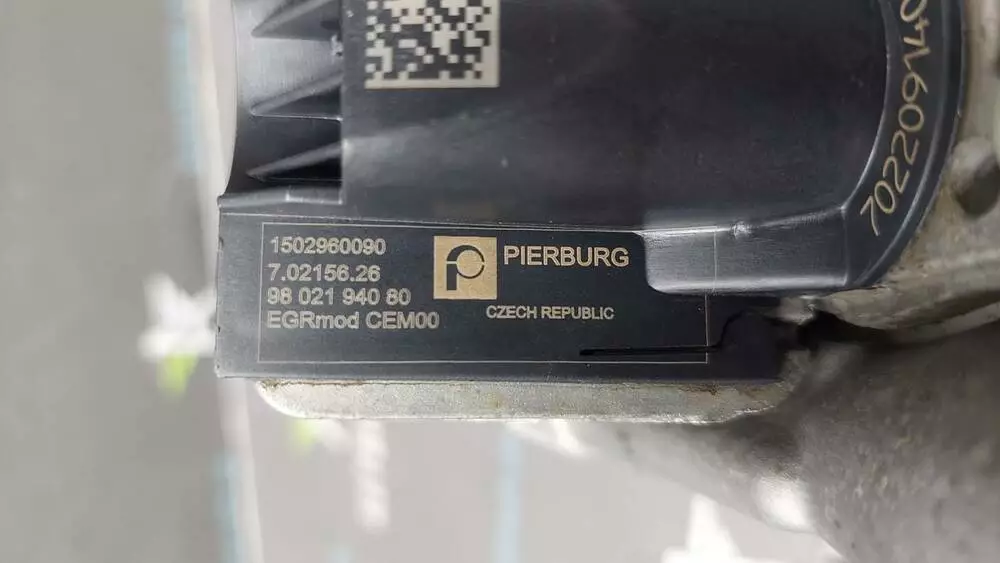 702209140
1502960090
7.02156.26
98 021 940 80
EGRmod CEM00
PIERBURG
CZECH REPUBLIC